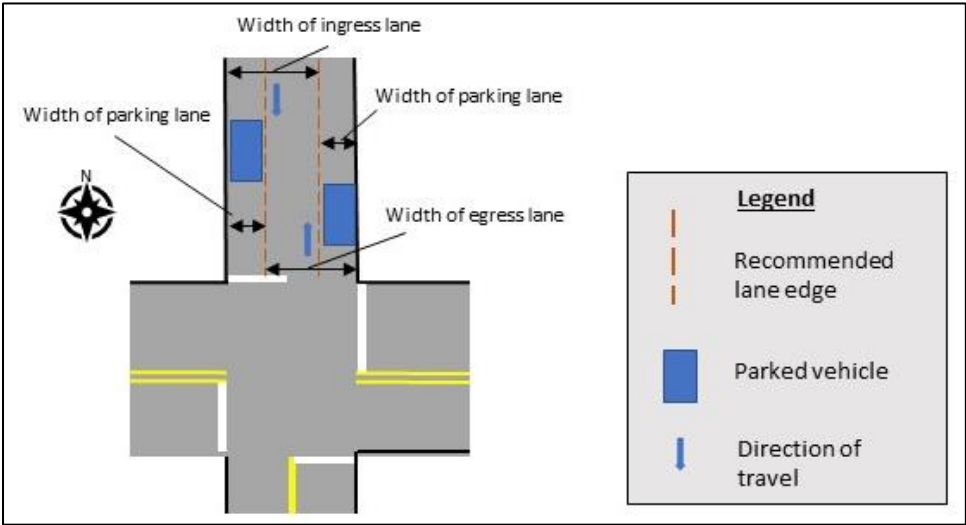 Width of ingress lane
Width of parking lane
Width of parking lane
N
Width of egress lane
Legend
Recommended
lane edge
Parked vehicle
Direction of
travel